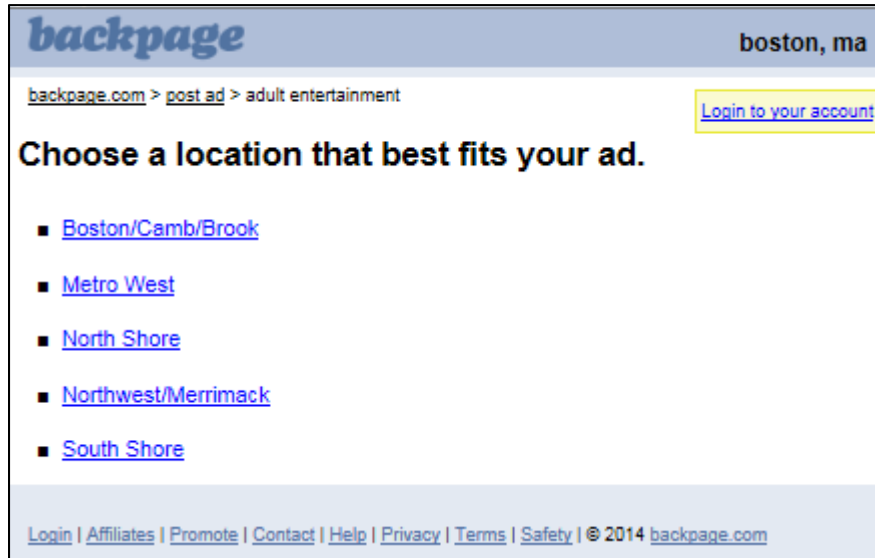 backpage
boston, ma
backpage.com > post ad > adult entertainment
Login to your account
Choose a location that best fits your ad.
Boston/Camb/Brook
Metro West
North Shore
Northwest/Merrimack
South Shore
Login | Affiliates | Promote | Contact | Help | Privacy | Terms | Safety | © 2014 backpage.com